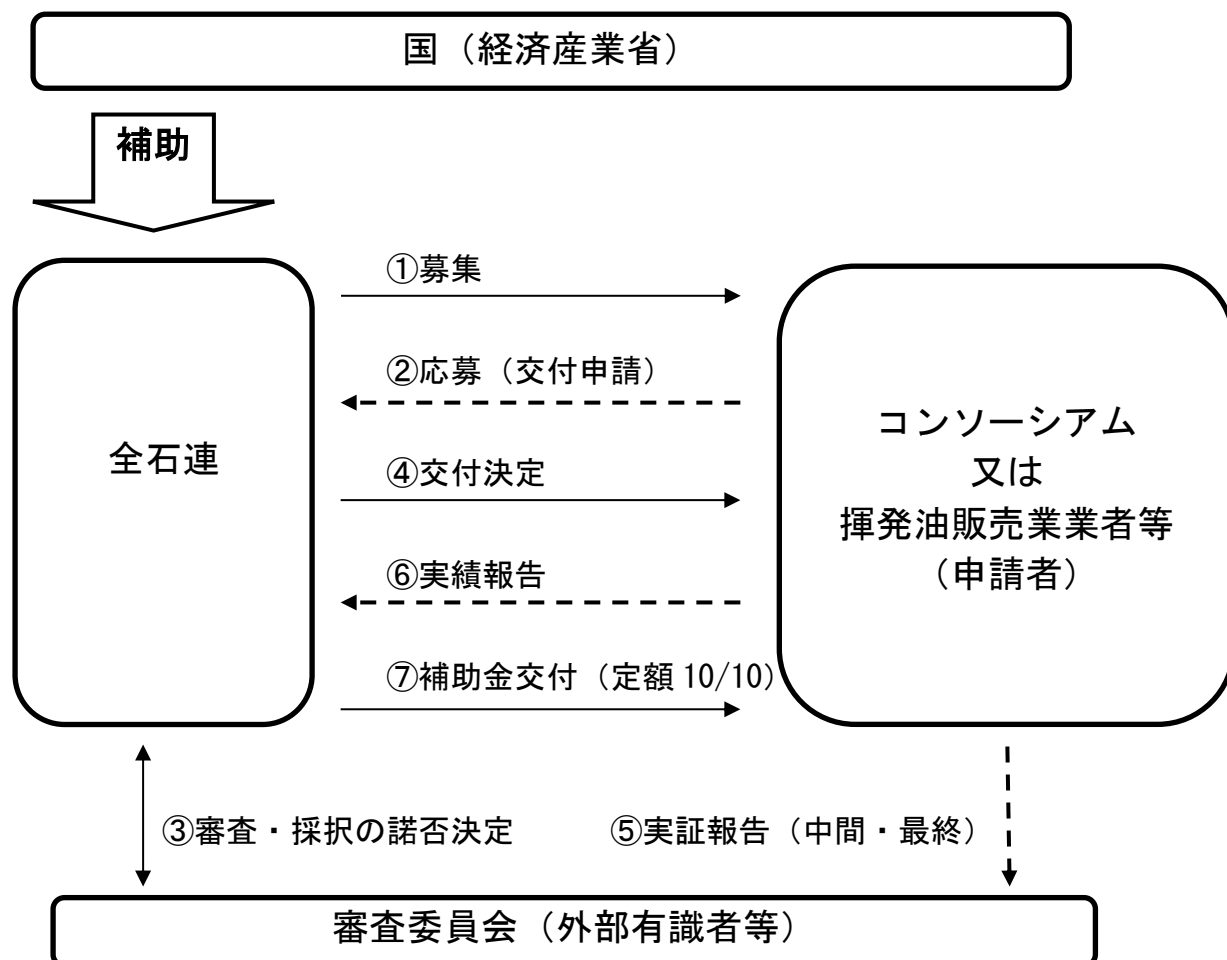 国（経済産業省）
補助
①募集
②応募（交付申請）
全石連
④交付決定
コンソーシアム
又は
揮発油販売業業者等
（申請者）
⑥実績報告
⑦補助金交付（定額 10/10）
③審査・採択の諾否決定
⑤実証報告（中間・最終）
審査委員会（外部有識者等）